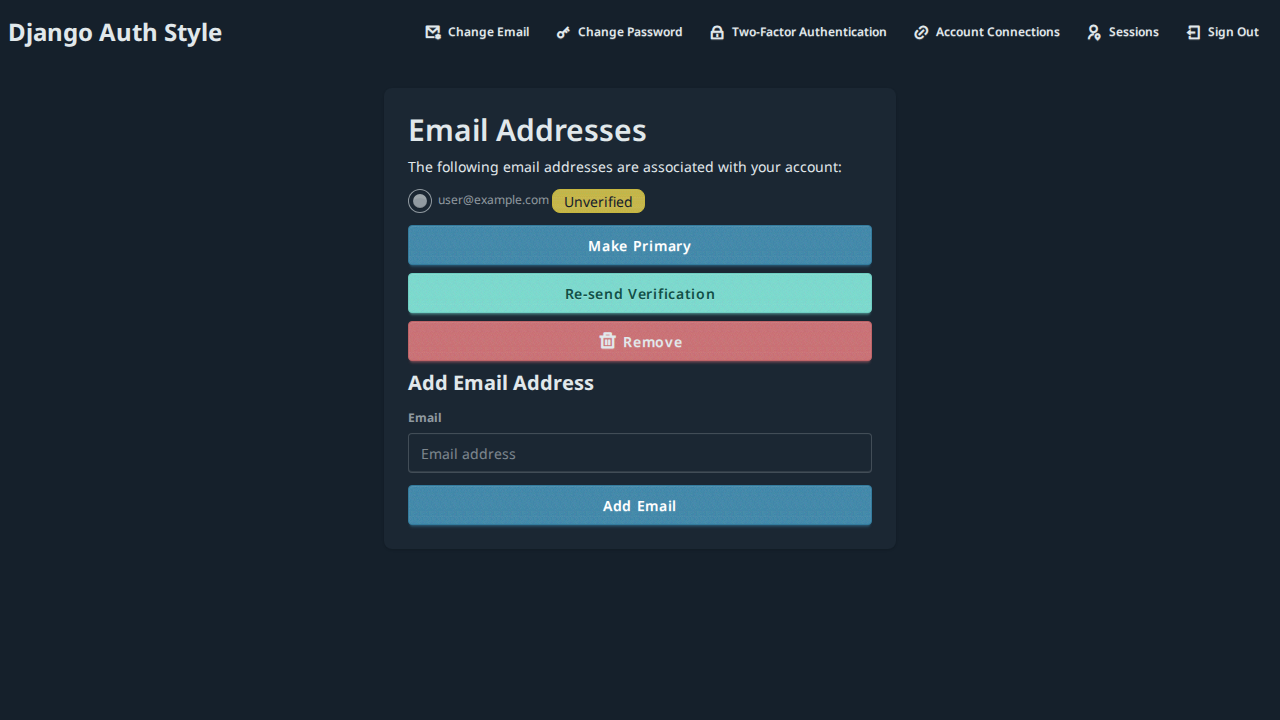 Django Auth Style
Change Email
Change Password
Two-Factor Authentication
Account Connections
Sessions
Sign Out
Email Addresses
The following email addresses are associated with your account:
user@example.com Unverified
Make Primary
Re-send Verification
Remove
Add Email Address
Email
Email address
Add Email